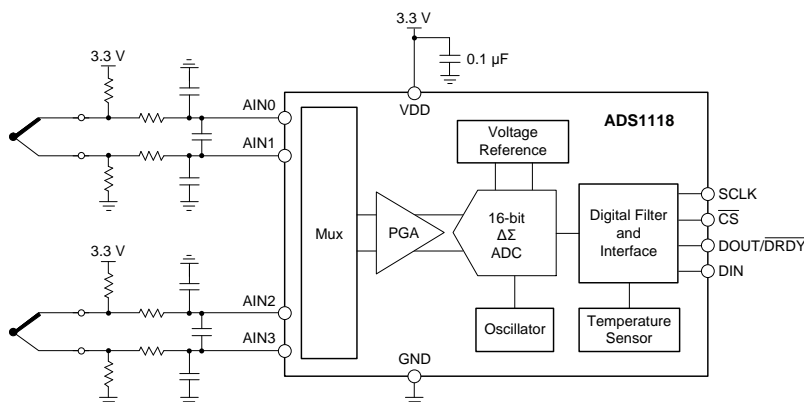 3.3 V
0.1 µF
3.3 V
VDD
ADS1118
AIN0
AIN1
Voltage
Reference
Mux
PGA
16-bit
ΔΣ
ADC
Digital Filter
and
Interface
SCLK
CS
DOUT/DRDY
DIN
3.3 V
AIN2
AIN3
Oscillator
Temperature
Sensor
GND